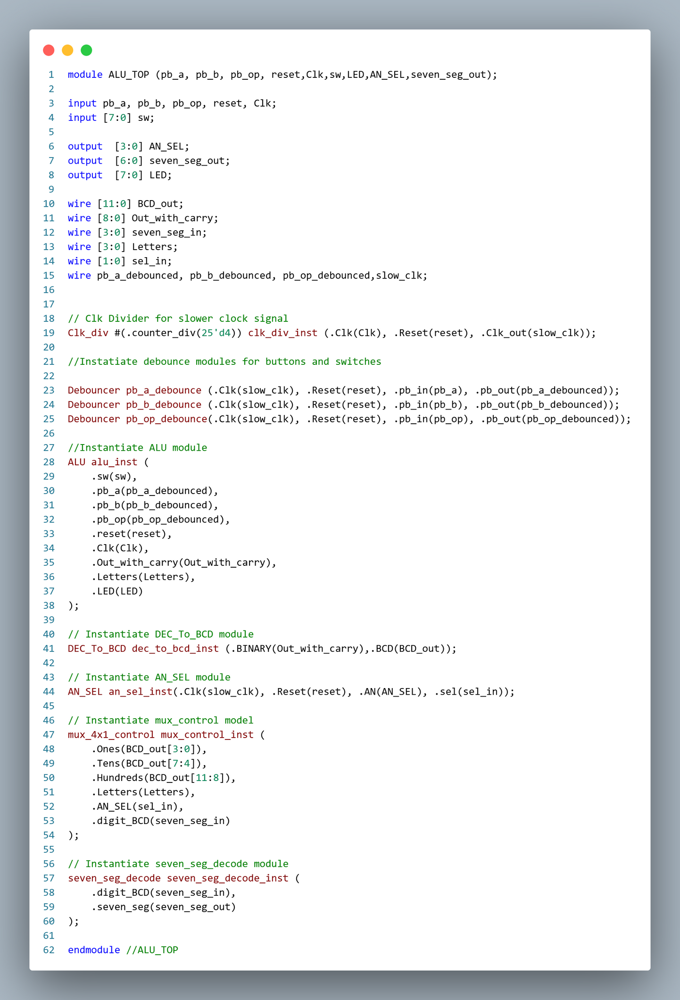 1 module ALU_TOP (pb_a, pb_b, pb_op, reset,Clk,sw,LED,AN_SEL,seven_seg_out);
2
3 input pb_a, pb_b, pb_op, reset, Clk;
4 input [7:0] sw;
5
6 output  [3:0] AN_SEL;
7 output  [6:0] seven_seg_out;
8 output  [7:0] LED;
9
10 wire [11:0] BCD_out;
11 wire [8:0] Out_with_carry;
12 wire [3:0] seven_seg_in;
13 wire [3:0] Letters;
14 wire [1:0] sel_in;
15 wire pb_a_debounced, pb_b_debounced, pb_op_debounced,slow_clk;
16
17
18 // Clk Divider for slower clock signal
19 Clk_div #(.counter_div(25'd4)) clk_div_inst (.Clk(Clk), .Reset(reset), .Clk_out(slow_clk));
20
21 //Instatiate debounce modules for buttons and switches
22
23 Debouncer pb_a_debounce (.Clk(slow_clk), .Reset(reset), .pb_in(pb_a), .pb_out(pb_a_debounced));
24 Debouncer pb_b_debounce (.Clk(slow_clk), .Reset(reset), .pb_in(pb_b), .pb_out(pb_b_debounced));
25 Debouncer pb_op_debounce(.Clk(slow_clk), .Reset(reset), .pb_in(pb_op), .pb_out(pb_op_debounced));
26
27 //Instantiate ALU module
28 ALU alu_inst (
29     .sw(sw),
30     .pb_a(pb_a_debounced),
31     .pb_b(pb_b_debounced),
32     .pb_op(pb_op_debounced),
33     .reset(reset),
34     .Clk(Clk),
35     .Out_with_carry(Out_with_carry),
36     .Letters(Letters),
37     .LED(LED)
38 );
39
40 // Instantiate DEC_To_BCD module
41 DEC_To_BCD dec_to_bcd_inst (.BINARY(Out_with_carry),.BCD(BCD_out));
42
43 // Instantiate AN_SEL module
44 AN_SEL an_sel_inst(.Clk(slow_clk), .Reset(reset), .AN(AN_SEL), .sel(sel_in));
45
46 // Instantiate mux_control model
47 mux_4x1_control mux_control_inst (
48     .Ones(BCD_out[3:0]),
49     .Tens(BCD_out[7:4]),
50     .Hundreds(BCD_out[11:8]),
51     .Letters(Letters),
52     .AN_SEL(sel_in),
53     .digit_BCD(seven_seg_in)
54 );
55
56 // Instantiate seven_seg_decode module
57 seven_seg_decode seven_seg_decode_inst (
58     .digit_BCD(seven_seg_in),
59     .seven_seg(seven_seg_out)
60 );
61
62 endmodule //ALU_TOP